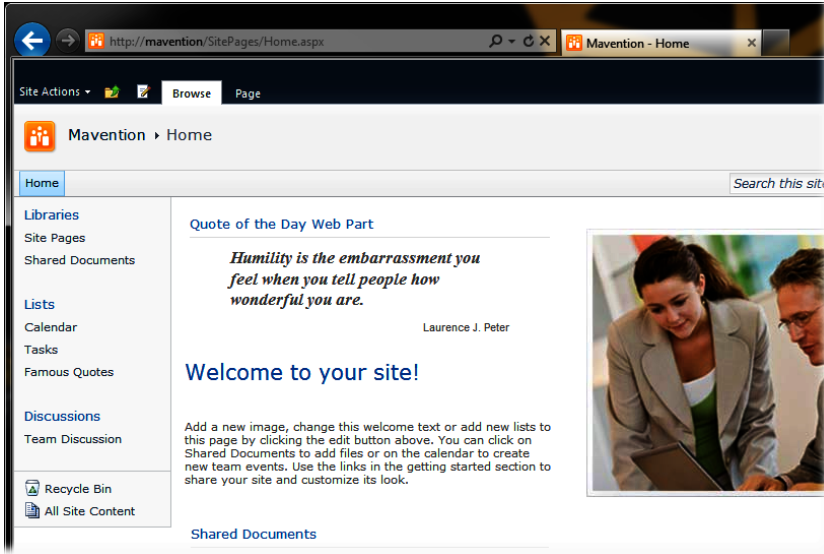 http://mavention/SitePages/Home.aspx
Mavention - Home
Site Actions
Browse
Page
Mavention Home
Home
Search this
Libraries
Site Pages
Shared Documents
Lists
Calendar
Tasks
Famous Quotes
Discussions
Team Discussion
Recycle Bin
All Site Content
Quote of the Day Web Part
Humility is the embarrassment you
feel when you tell people how
wonderful you are.
Laurence J. Peter
Welcome to your site!
Add a new image, change this welcome text or add new lists to
this page by clicking the edit button above. You can click on
Shared Documents to add files or on the calendar to create
new team events. Use the links in the getting started section to
share your site and customize its look.
Shared Documents